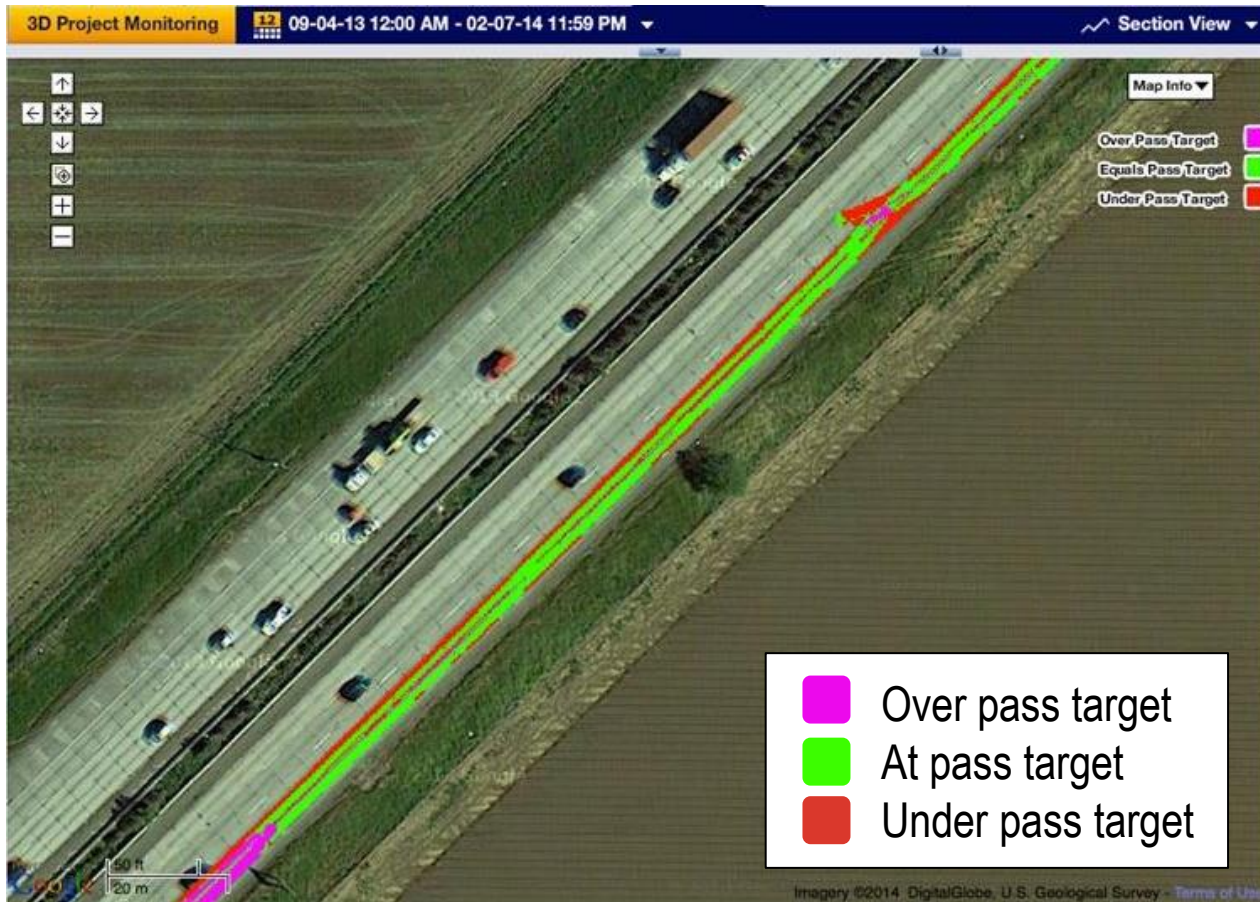 3D Project Monitoring
12
09-04-13 12:00 AM - 02-07-14 11:59 PM
Section View
Map Info
Over Pass Target
Equals Pass Target
Under Pass Target
Over pass target
At pass target
Under pass target
50 ft
20 m
Google
Imagery ©2014 DigitalGlobe, U.S. Geological Survey - Terms of Use